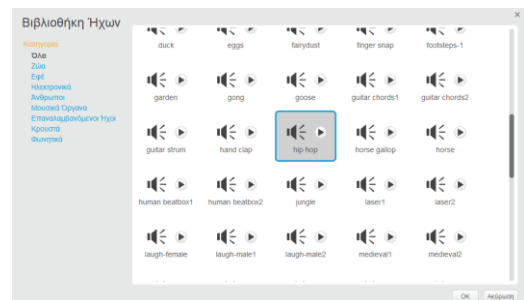 Βιβλιοθήκη Ήχων
×
Κατηγορία
Όλα
Ζώα
Εφέ
Ηλεκτρονικά
Άνθρωποι
Μουσικά Όργανα
Επαναλαμβανόμενοι Ήχοι
Κρουστά
Φωνητικά
duck eggs fairydust finger snap footsteps-1
garden gong goose guitar chords1 guitar chords2
guitar strum hand clap hip hop horse gallop horse
human beatbox1 human beatbox2 jungle laser1 laser2
laugh-female laugh-male1 laugh-male2 medieval1 medieval2
OK Ακύρωση